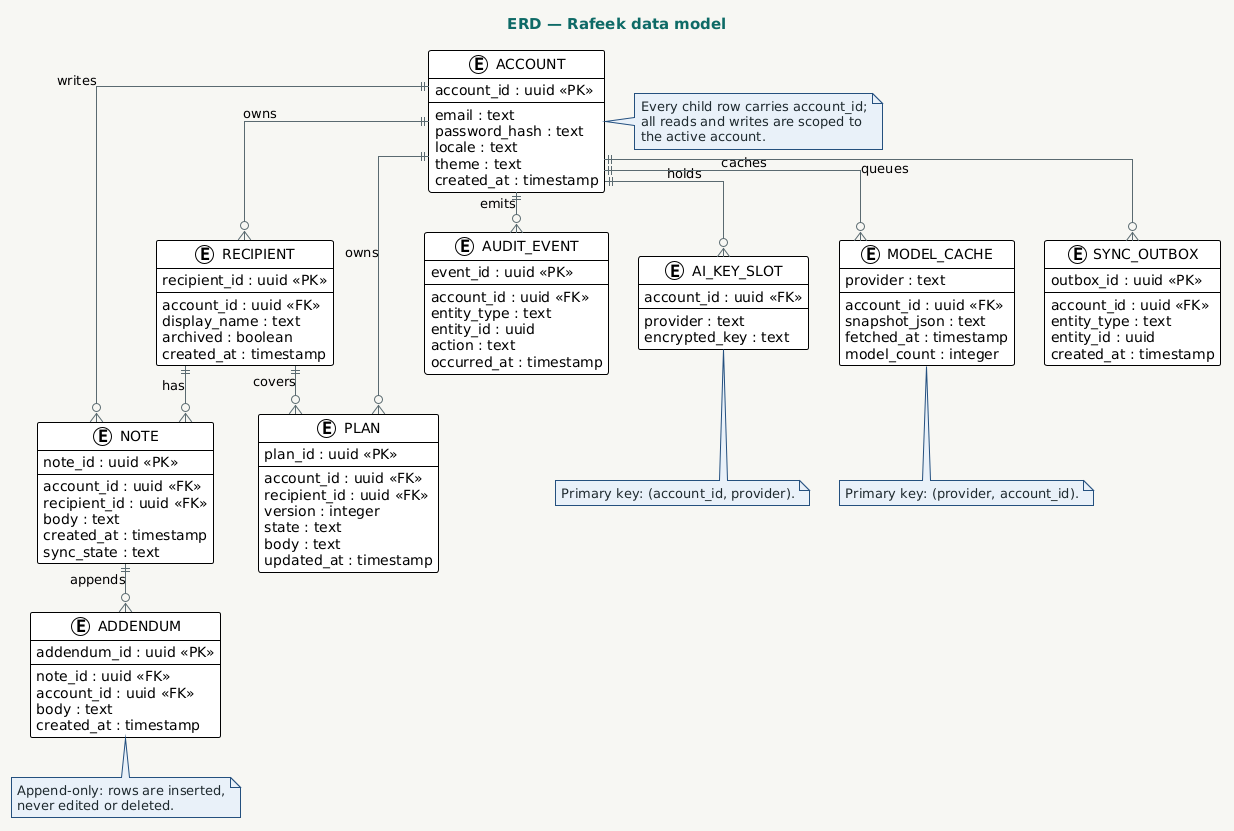 ERD — Rafeek data model
E ACCOUNT
account_id : uuid «PK»
email : text
password_hash : text
locale : text
theme : text
created_at : timestamp
Every child row carries account_id;
all reads and writes are scoped to
the active account.
writes
owns
owns
emits
holds
caches
queues
E RECIPIENT
recipient_id : uuid «PK»
account_id : uuid «FK»
display_name : text
archived : boolean
created_at : timestamp
E AUDIT_EVENT
event_id : uuid «PK»
account_id : uuid «FK»
entity_type : text
entity_id : uuid
action : text
occurred_at : timestamp
E AI_KEY_SLOT
account_id : uuid «FK»
provider : text
encrypted_key : text
E MODEL_CACHE
provider : text
account_id : uuid «FK»
snapshot_json : text
fetched_at : timestamp
model_count : integer
E SYNC_OUTBOX
outbox_id : uuid «PK»
account_id : uuid «FK»
entity_type : text
entity_id : uuid
created_at : timestamp
has
covers
E NOTE
note_id : uuid «PK»
account_id : uuid «FK»
recipient_id : uuid «FK»
body : text
created_at : timestamp
sync_state : text
E PLAN
plan_id : uuid «PK»
account_id : uuid «FK»
recipient_id : uuid «FK»
version : integer
state : text
body : text
updated_at : timestamp
Primary key: (account_id, provider).
Primary key: (provider, account_id).
appends
E ADDENDUM
addendum_id : uuid «PK»
note_id : uuid «FK»
account_id : uuid «FK»
body : text
created_at : timestamp
Append-only: rows are inserted,
never edited or deleted.